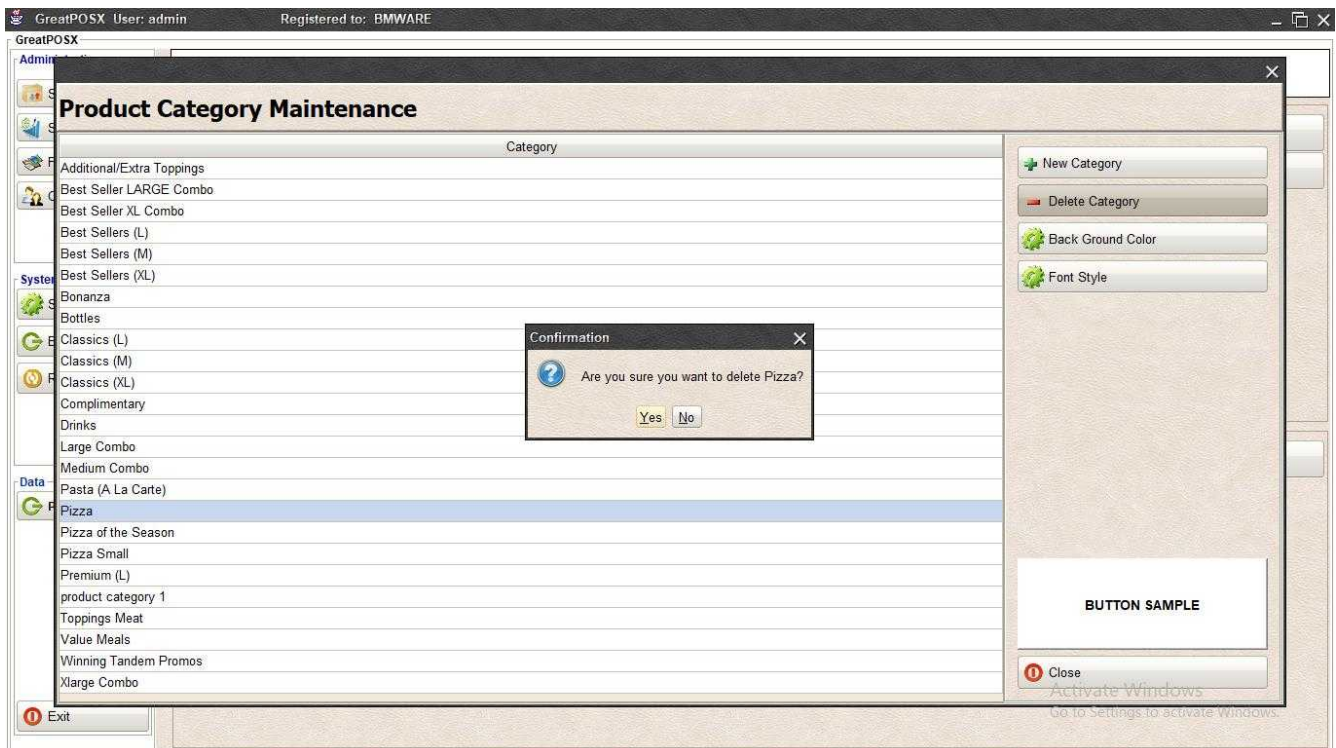 GreatPOSX User: admin Registered to: BMWARE
GreatPOSX
Product Category Maintenance
Category
Additional/Extra Toppings
Best Seller LARGE Combo
Best Seller XL Combo
Best Sellers (L)
Best Sellers (M)
Best Sellers (XL)
Bonanza
Bottles
Classics (L)
Classics (M)
Classics (XL)
Complimentary
Drinks
Large Combo
Medium Combo
Pasta (A La Carte)
Pizza
Pizza of the Season
Pizza Small
Premium (L)
product category 1
Toppings Meat
Value Meals
Winning Tandem Promos
Xlarge Combo
New Category
Delete Category
Back Ground Color
Font Style
Confirmation
Are you sure you want to delete Pizza?
Yes No
BUTTON SAMPLE
Close
Activate Windows
Go to Settings to activate Windows.
Data
Exit